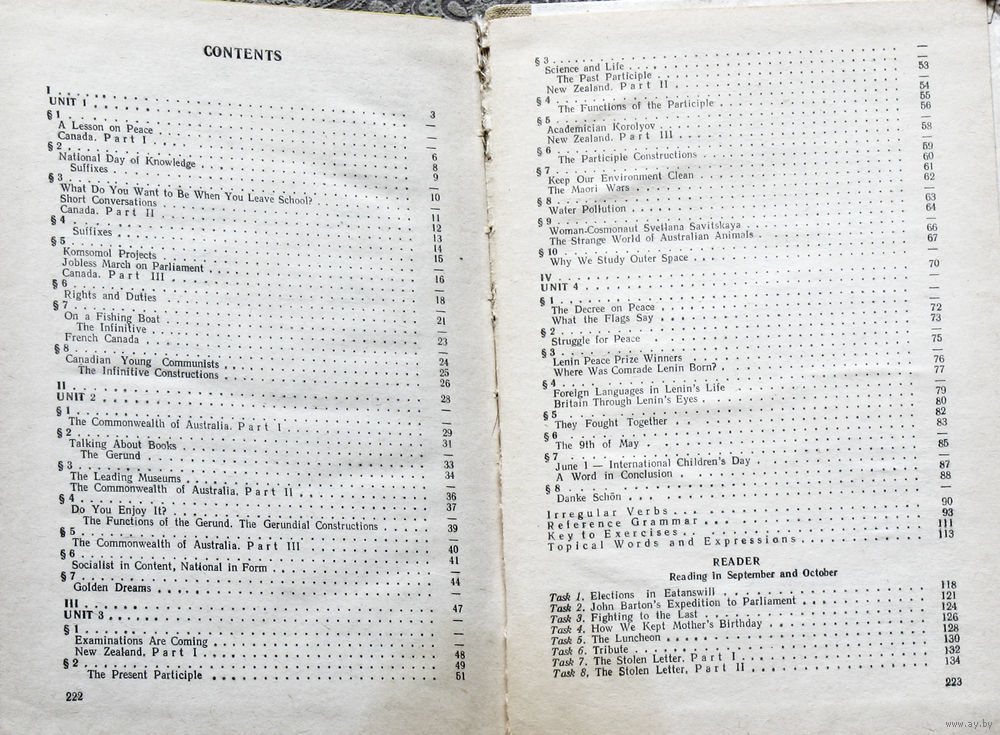 CONTENTS
I
UNIT 1
§ 1
A Lesson on Peace
Canada. Part I
§ 2
National Day of Knowledge
Suffixes
§ 3
What Do You Want to Be When You Leave School?
Short Conversations
Canada. Part II
§ 4
Suffixes
§ 5
Komsomol Projects
Jobless March on Parliament
Canada. Part III
§ 6
Rights and Duties
§ 7
On a Fishing Boat
The Infinitive
French Canada
§ 8
Canadian Young Communists
The Infinitive Constructions
II
UNIT 2
§ 1
The Commonwealth of Australia. Part I
§ 2
Talking About Books
The Gerund
§ 3
The Leading Museums
The Commonwealth of Australia. Part II
§ 4
Do You Enjoy It?
The Functions of the Gerund. The Gerundial Constructions
§ 5
The Commonwealth of Australia. Part III
§ 6
Socialist in Content, National in Form
§ 7
Golden Dreams
III
UNIT 3
§ 1
Examinations Are Coming
New Zealand, Part I
§ 2
The Present Participle
3
—
—
6
8
9
—
10
—
11
12
13
14
15
—
16
—
18
—
21
—
23
—
24
25
26
28
—
—
29
31
—
33
34
—
36
37
—
39
—
40
41
—
44
—
47
—
—
48
49
51
222
§ 3
Science and Life
The Past Participle
New Zealand. Part II
§ 4
The Functions of the Participle
§ 5
Academician Korolyov
New Zealand. Part III
§ 6
The Participle Constructions
§ 7
Keep Our Environment Clean
The Maori Wars
§ 8
Water Pollution
§ 9
Woman-Cosmonaut Svetlana Savitskaya
The Strange World of Australian Animals
§ 10
Why We Study Outer Space
IV
UNIT 4
§ 1
The Decree on Peace
What the Flags Say
§ 2
Struggle for Peace
§ 3
Lenin Peace Prize Winners
Where Was Comrade Lenin Born?
§ 4
Foreign Languages in Lenin's Life
Britain Through Lenin's Eyes
§ 5
They Fought Together
§ 6
The 9th of May
§ 7
June 1 — International Children's Day
A Word in Conclusion
§ 8
Danke Schön
Irregular Verbs
Reference Grammar
Key to Exercises
Topical Words and Expressions
—
—
53
—
54
55
56
—
58
—
59
60
61
62
—
63
64
—
66
67
—
70
—
—
—
72
73
—
75
—
76
77
—
79
80
82
83
—
85
—
87
88
—
90
93
111
113
READER
Reading in September and October
Task 1. Elections in Eatanswill
Task 2. John Barton's Expedition to Parliament
Task 3. Fighting to the Last
Task 4. How We Kept Mother's Birthday
Task 5. The Luncheon
Task 6. Tribute
Task 7. The Stolen Letter. Part I
Task 8. The Stolen Letter, Part II
118
121
124
126
128
130
132
134
223
www.ay.by